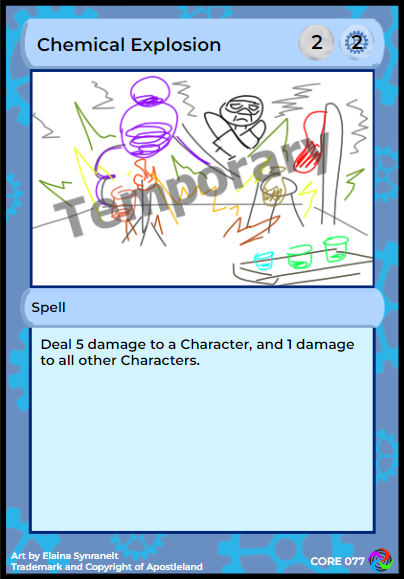 Chemical Explosion
2
2
Temporary
Spell
Deal 5 damage to a Character, and 1 damage
to all other Characters.
Art by Elaina Synranelt
Trademark and Copyright of Apostleland
CORE 077